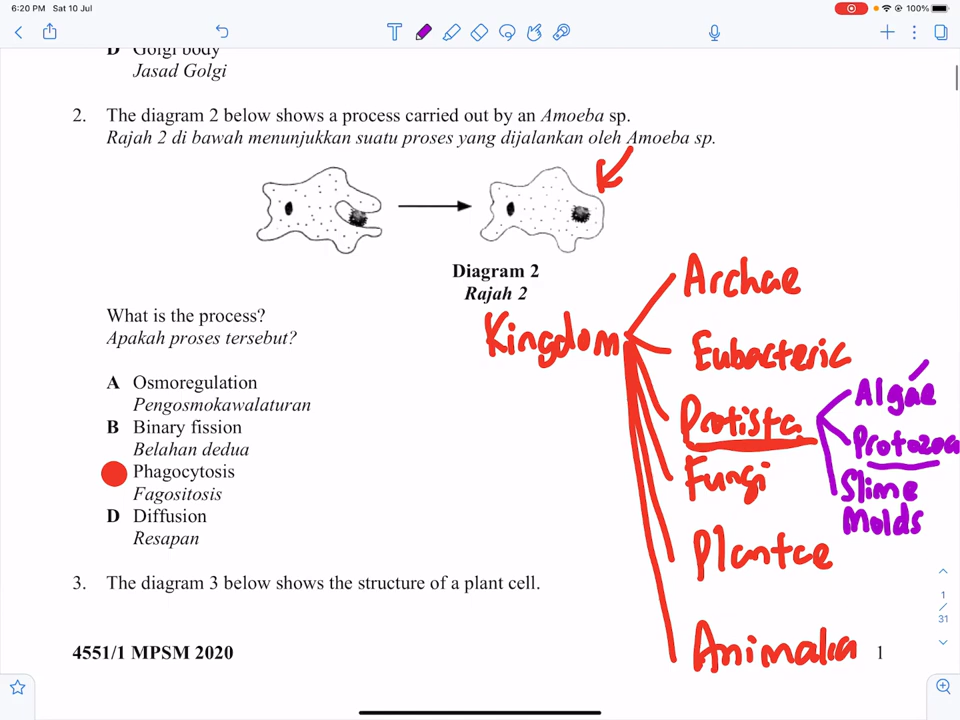 6:20 PM Sat 10 Jul
100%
T
D Golgi body
Jasad Golgi
2. The diagram 2 below shows a process carried out by an Amoeba sp.
Rajah 2 di bawah menunjukkan suatu proses yang dijalankan oleh Amoeba sp.
Diagram 2
Rajah 2
What is the process?
Apakah proses tersebut?
A Osmoregulation
Pengosmokawalaturan
B Binary fission
Belahan dedua
Phagocytosis
Fagositosis
D Diffusion
Resapan
Kingdom
Archae
Eubacteric
Protista
Fungi
Plantae
Animalia
Algae
Protozoa
Slime
Molds
3. The diagram 3 below shows the structure of a plant cell.
4551/1 MPSM 2020
1
1
/
31